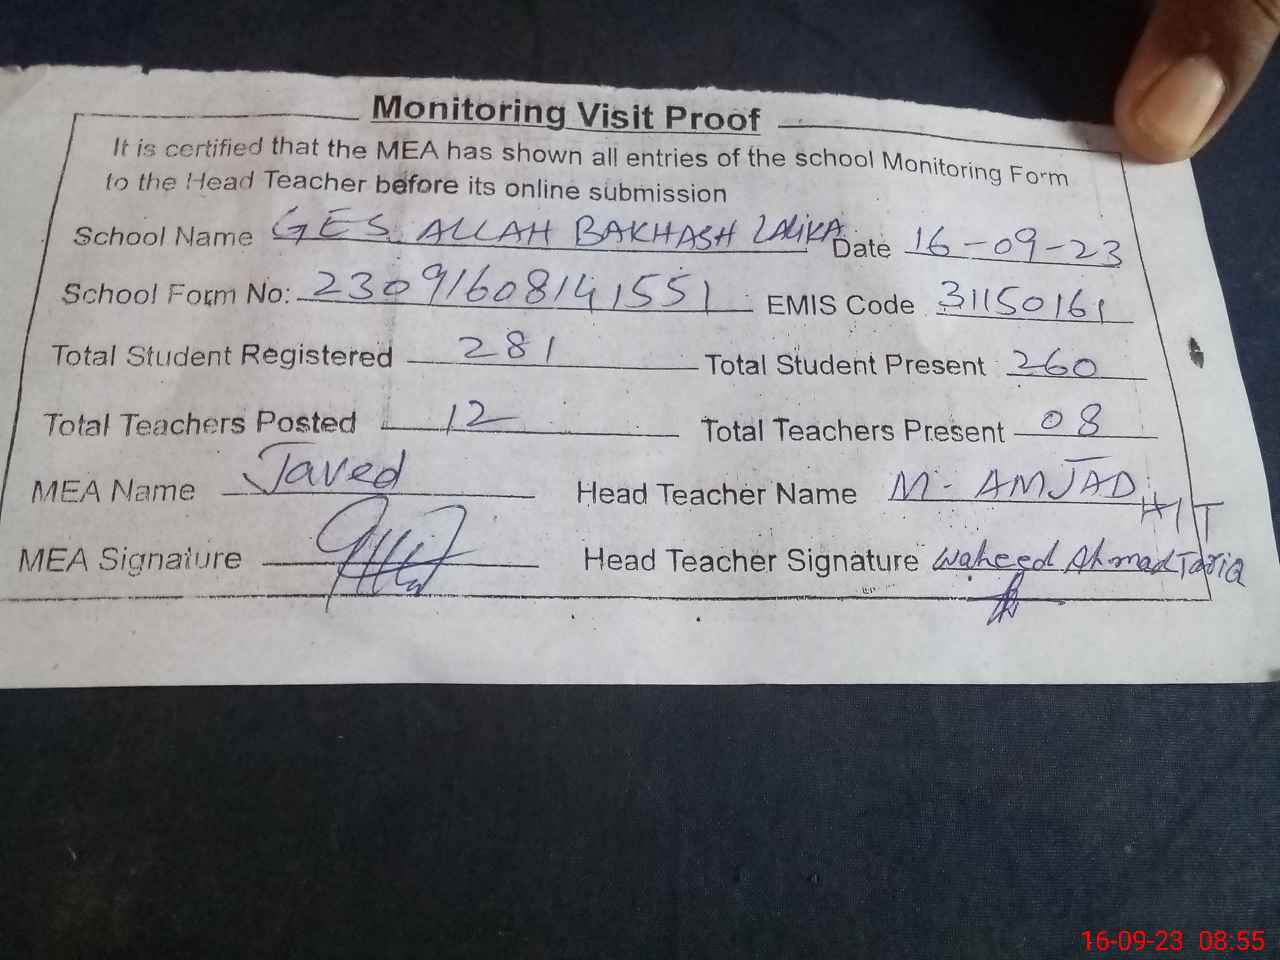 Monitoring Visit Proof
It is certified that the MEA has shown all entries of the school Monitoring Form
to the Head Teacher before its online submission
School Name GES ALLAH BAKHASH LALIKA Date 16-09-23
School Form No: 23091608141551 EMIS Code 31150161
Total Student Registered 281 Total Student Present 260
Total Teachers Posted 12 Total Teachers Present 08
MEA Name Javed Head Teacher Name M. AMJAD H/T
MEA Signature Head Teacher Signature Waheed Ahmad Tariq
16-09-23 08:55